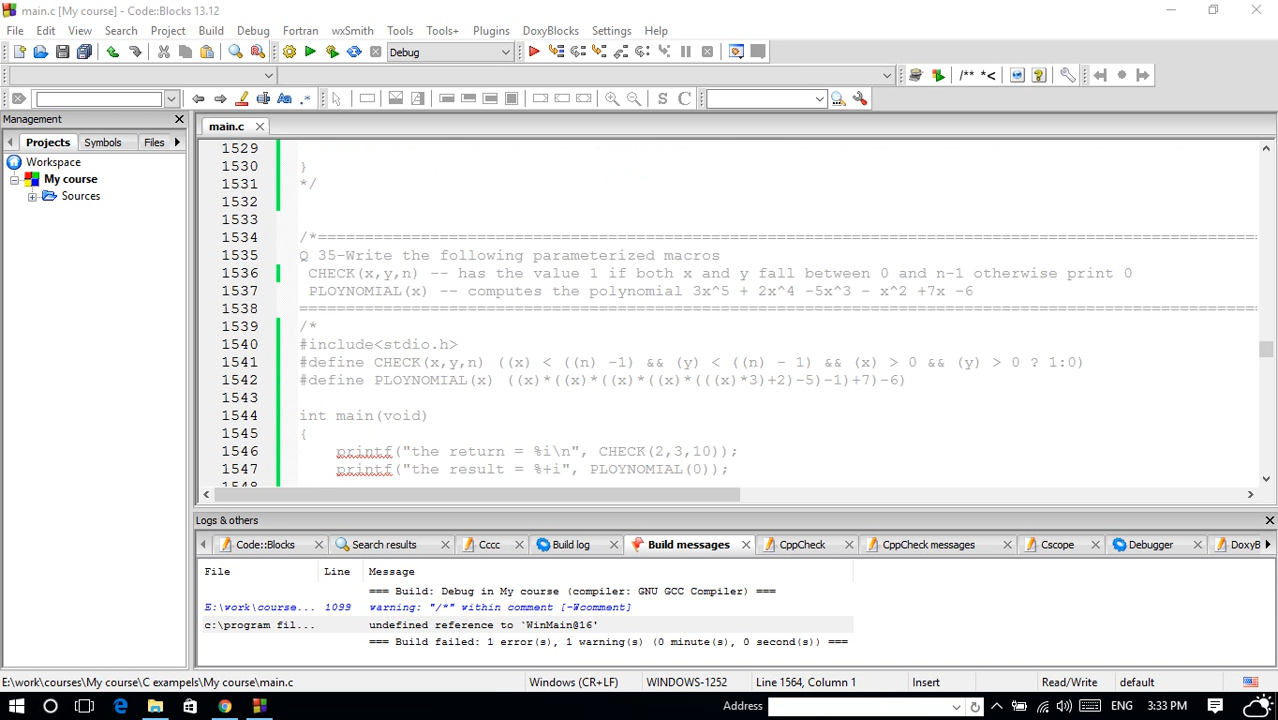 main.c [My course] - Code::Blocks 13.12
File Edit View Search Project Build Debug Fortran wxSmith Tools Tools+ Plugins DoxyBlocks Settings Help
Debug
/** *<
S C
Management
main.c
Projects Symbols Files
Workspace
My course
Sources
1529
1530 }
1531 */
1532
1533
1534 /*=====================================================================================================
1535 Q 35-Write the following parameterized macros
1536 CHECK(x,y,n) -- has the value 1 if both x and y fall between 0 and n-1 otherwise print 0
1537 PLOYNOMIAL(x) -- computes the polynomial 3x^5 + 2x^4 -5x^3 - x^2 +7x -6
1538 =======================================================================================================
1539 /*
1540 #include<stdio.h>
1541 #define CHECK(x,y,n) ((x) < ((n) -1) && (y) < ((n) - 1) && (x) > 0 && (y) > 0 ? 1:0)
1542 #define PLOYNOMIAL(x) ((x)*((x)*((x)*((x)*(((x)*3)+2)-5)-1)+7)-6)
1543
1544 int main(void)
1545 {
1546 printf("the return = %i\n", CHECK(2,3,10));
1547 printf("the result = %+i", PLOYNOMIAL(0));
Logs & others
Code::Blocks Search results Cccc Build log Build messages CppCheck CppCheck messages Cscope Debugger DoxyB
File Line Message
=== Build: Debug in My course (compiler: GNU GCC Compiler) ===
E:\work\course... 1099 warning: "/*" within comment [-Wcomment]
c:\program fil... undefined reference to `WinMain@16'
=== Build failed: 1 error(s), 1 warning(s) (0 minute(s), 0 second(s)) ===
E:\work\courses\My course\C exampels\My course\main.c Windows (CR+LF) WINDOWS-1252 Line 1564, Column 1 Insert Read/Write default
Address ENG 3:33 PM